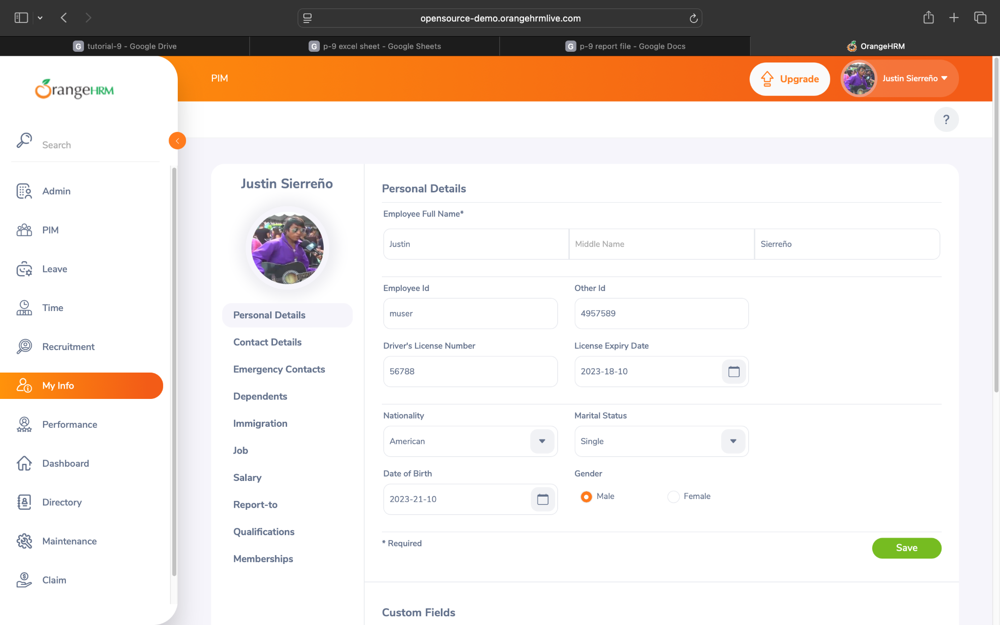 opensource-demo.orangehrmlive.com
G tutorial-9 - Google Drive
G p-9 excel sheet - Google Sheets
G p-9 report file - Google Docs
OrangeHRM
OrangeHRM
PIM
Upgrade
Justin Sierreño
?
Search
Admin
PIM
Leave
Time
Recruitment
My Info
Performance
Dashboard
Directory
Maintenance
Claim
Justin Sierreño
Personal Details
Contact Details
Emergency Contacts
Dependents
Immigration
Job
Salary
Report-to
Qualifications
Memberships
Personal Details
Employee Full Name*
Justin Middle Name Sierreño
Employee Id Other Id
muser 4957589
Driver's License Number License Expiry Date
56788 2023-18-10
Nationality Marital Status
American Single
Date of Birth Gender
2023-21-10 Male Female
* Required
Save
Custom Fields